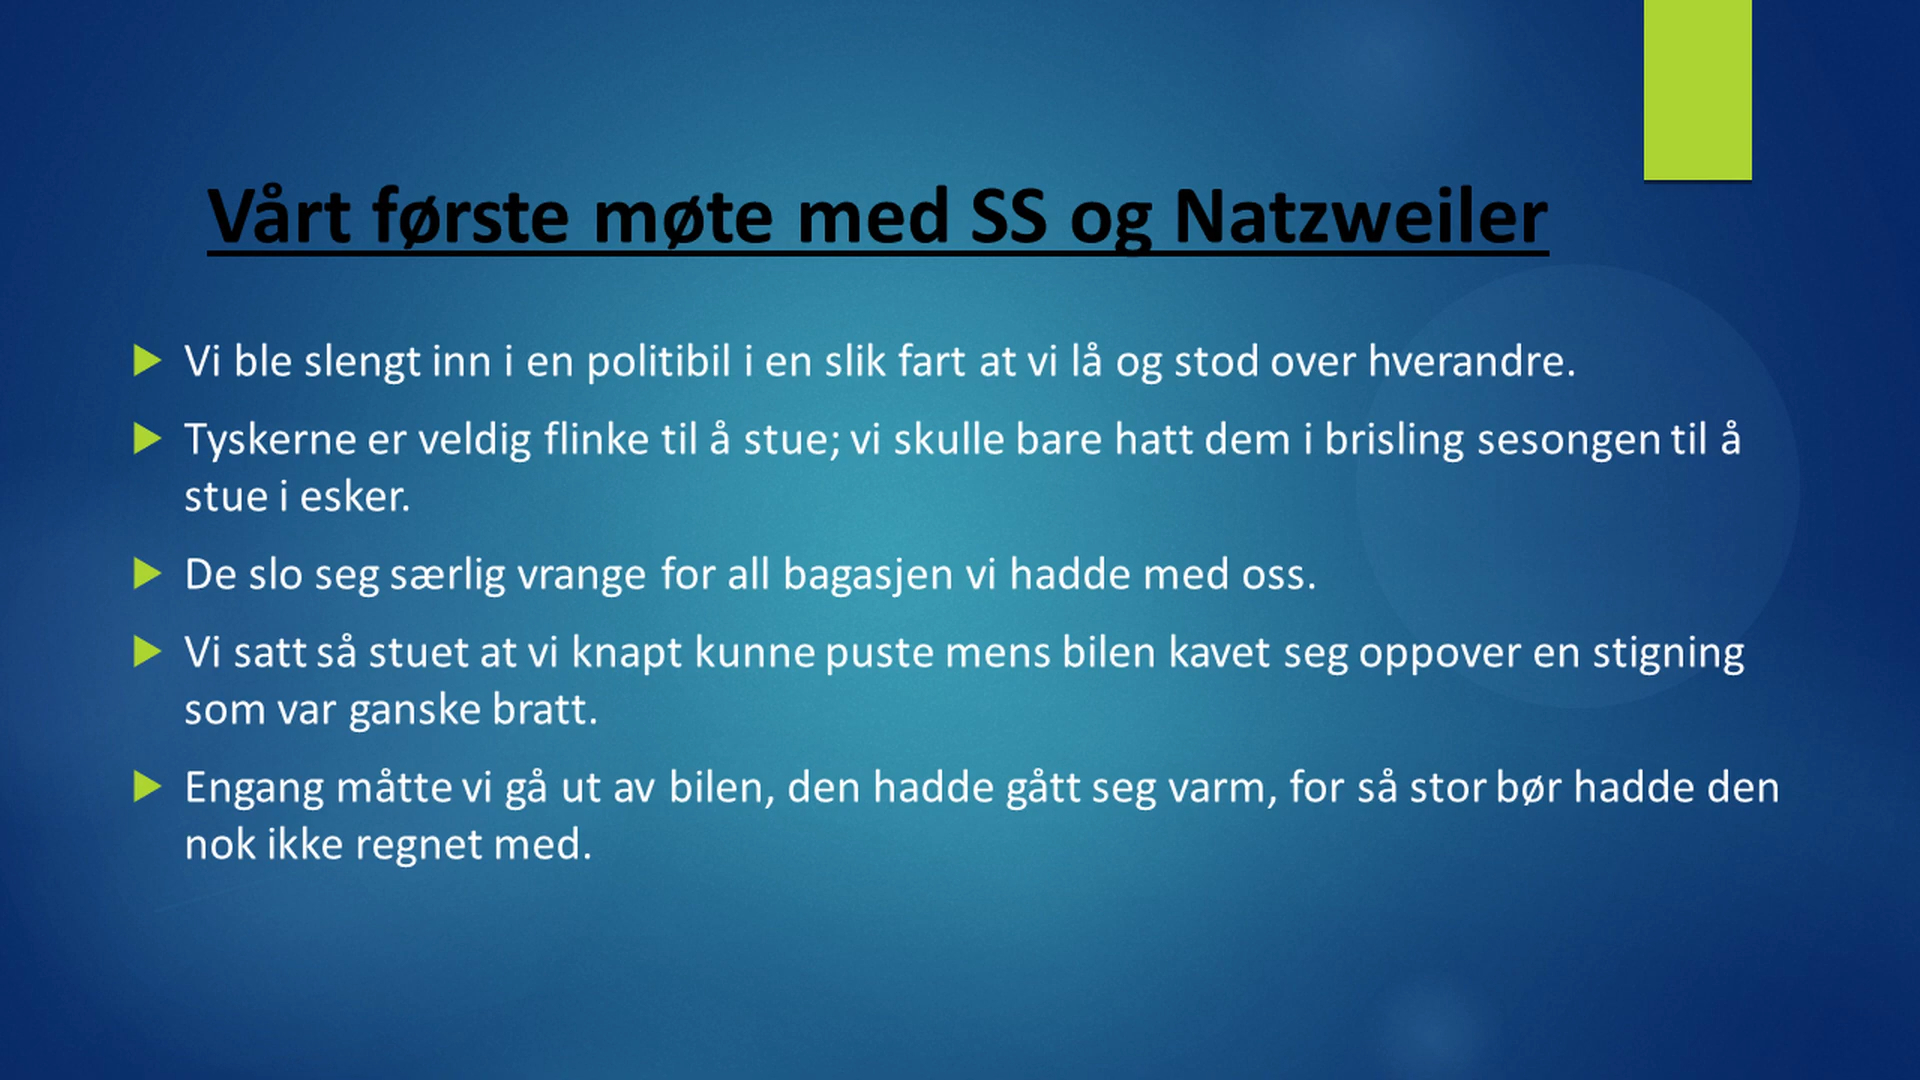 Vårt første møte med SS og Natzweiler
Vi ble slengt inn i en politibil i en slik fart at vi lå og stod over hverandre.
Tyskerne er veldig flinke til å stue; vi skulle bare hatt dem i brisling sesongen til å
stue i esker.
De slo seg særlig vrange for all bagasjen vi hadde med oss.
Vi satt så stuet at vi knapt kunne puste mens bilen kavet seg oppover en stigning
som var ganske bratt.
Engang måtte vi gå ut av bilen, den hadde gått seg varm, for så stor bør hadde den
nok ikke regnet med.